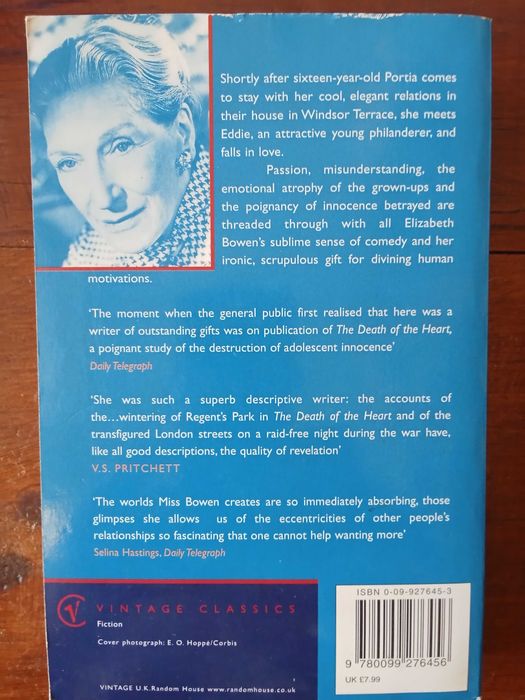 Shortly after sixteen-year-old Portia comes
to stay with her cool, elegant relations in
their house in Windsor Terrace, she meets
Eddie, an attractive young philanderer, and
falls in love.
Passion, misunderstanding, the
emotional atrophy of the grown-ups and
the poignancy of innocence betrayed are
threaded through with all Elizabeth
Bowen's sublime sense of comedy and her
ironic, scrupulous gift for divining human
motivations.
'The moment when the general public first realised that here was a
writer of outstanding gifts was on publication of The Death of the Heart,
a poignant study of the destruction of adolescent innocence'
Daily Telegraph
'She was such a superb descriptive writer: the accounts of
the...wintering of Regent's Park in The Death of the Heart and of the
transfigured London streets on a raid-free night during the war have,
like all good descriptions, the quality of revelation'
V.S. PRITCHETT
'The worlds Miss Bowen creates are so immediately absorbing, those
glimpses she allows us of the eccentricities of other people's
relationships so fascinating that one cannot help wanting more'
Selina Hastings, Daily Telegraph
VINTAGE CLASSICS
Fiction
Cover photograph: E. O. Hoppé/Corbis
VINTAGE U.K. Random House www.randomhouse.co.uk
ISBN 0-09-927645-3
9 780099 276456
UK £7.99